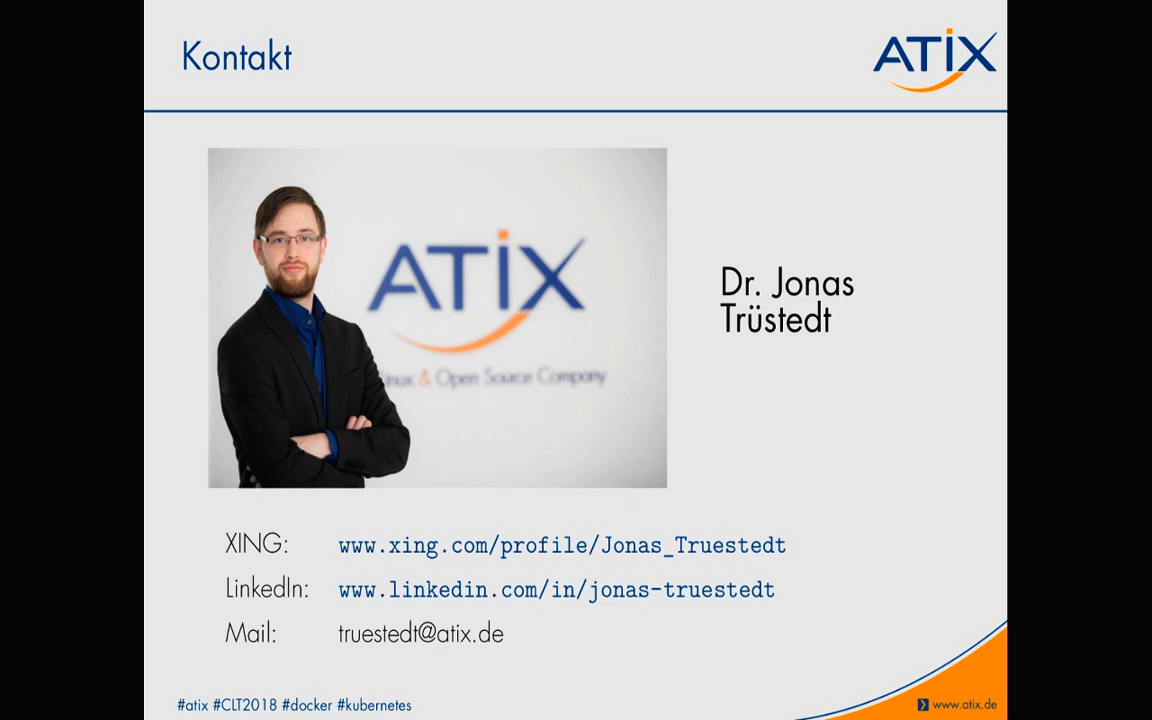 Kontakt
ATIX
ATIX
Linux & Open Source Company
Dr. Jonas
Trüstedt
XING: www.xing.com/profile/Jonas_Truestedt
LinkedIn: www.linkedin.com/in/jonas-truestedt
Mail: truestedt@atix.de
#atix #CLT2018 #docker #kubernetes
www.atix.de